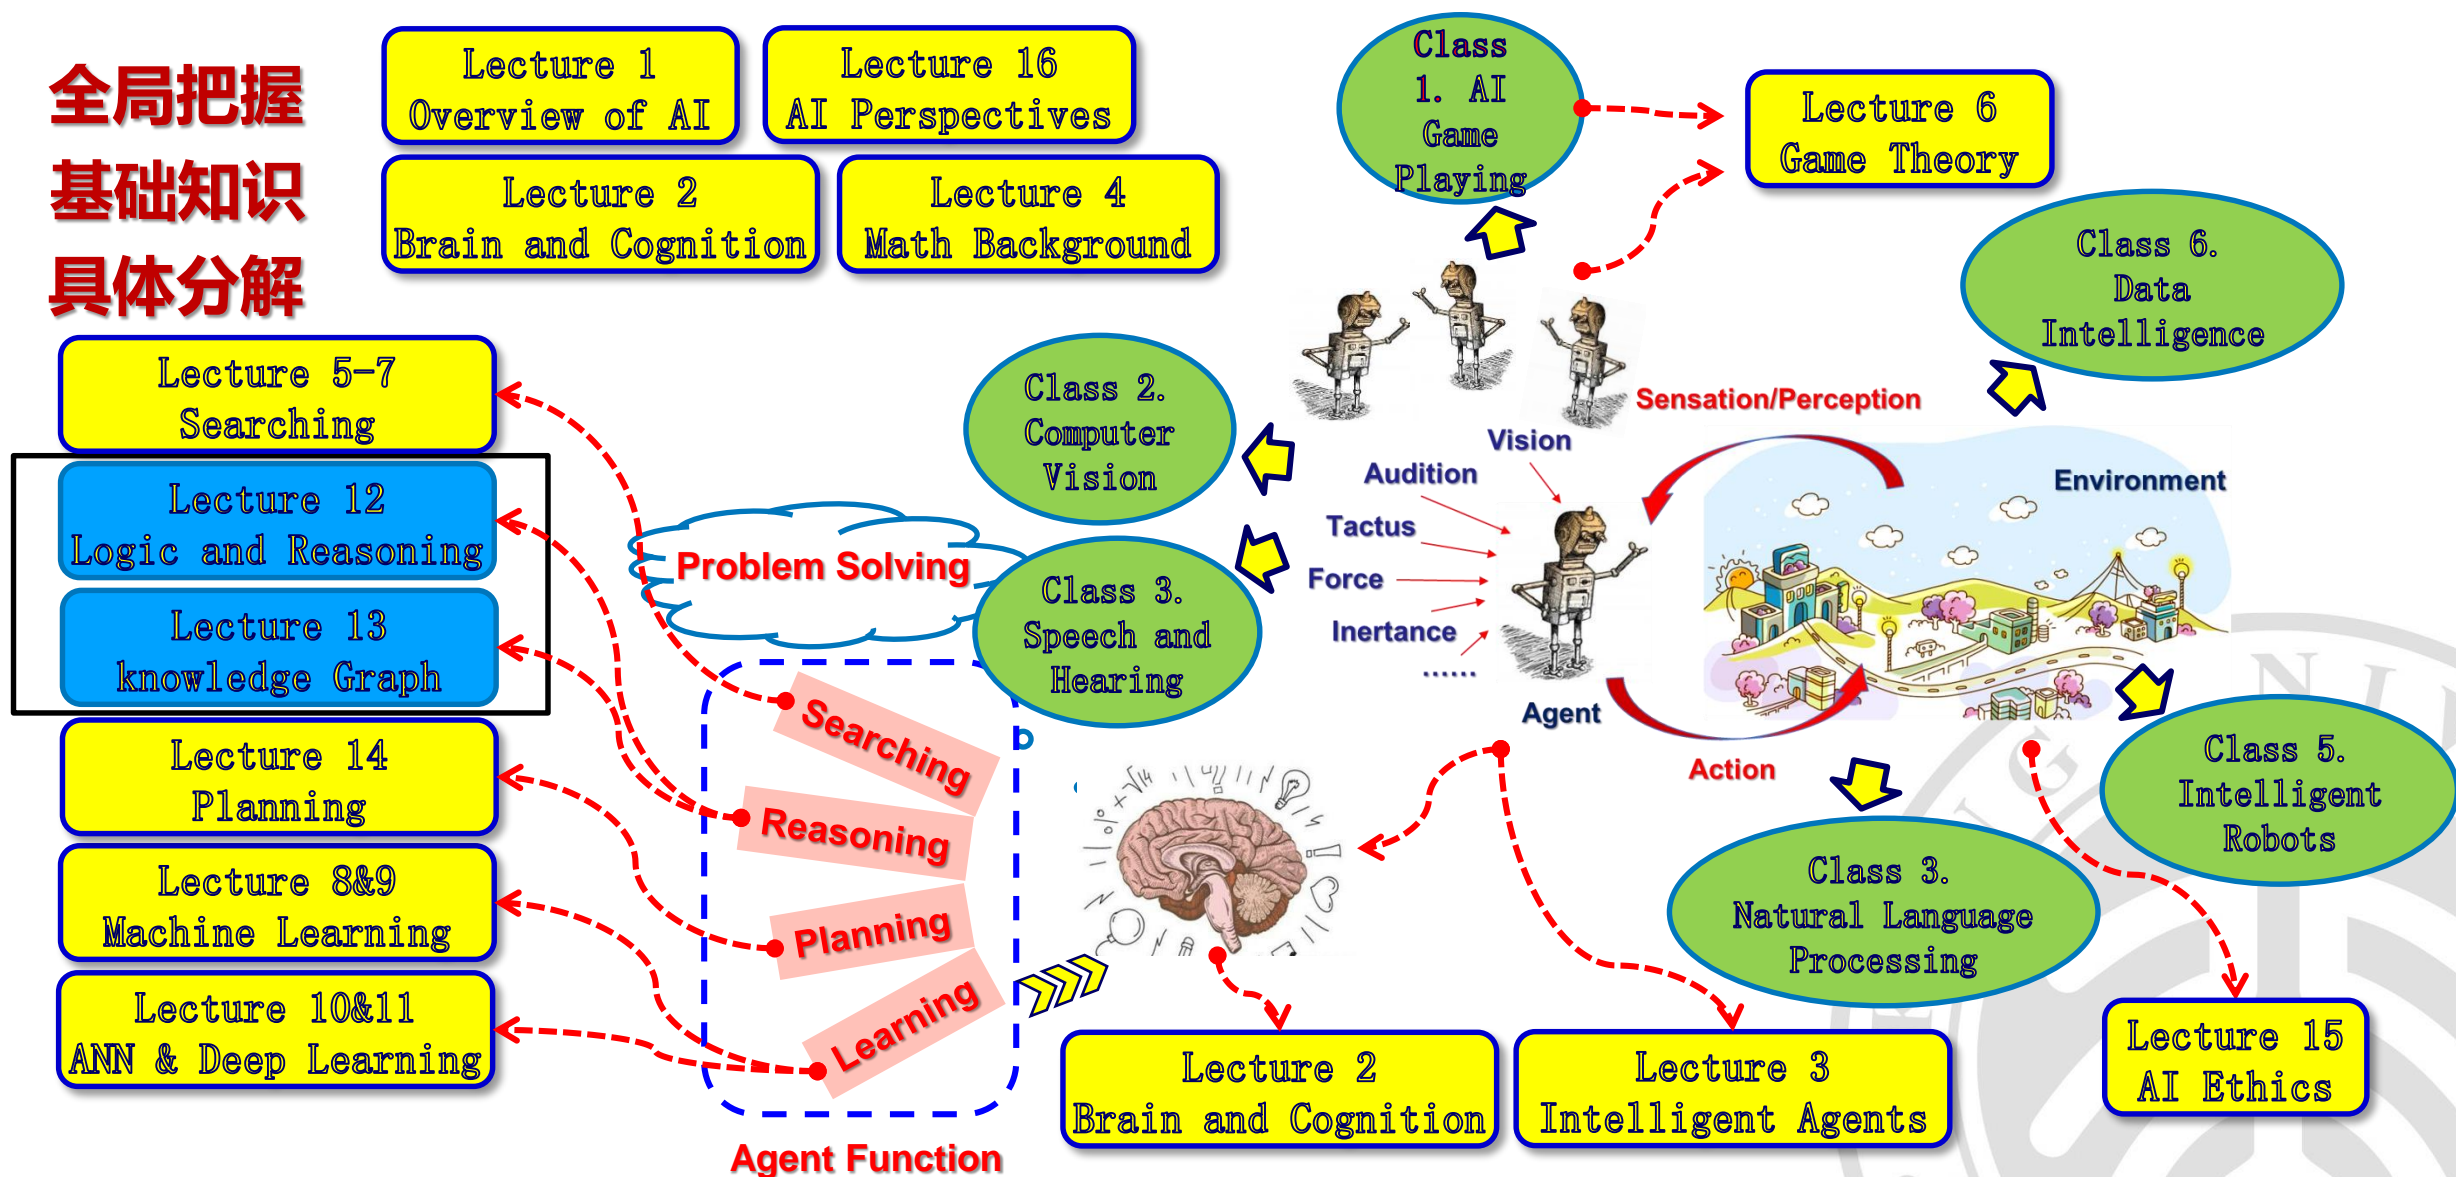 全局把握
基础知识
具体分解
Lecture 1
Overview of AI
Lecture 16
AI Perspectives
Lecture 2
Brain and Cognition
Lecture 4
Math Background
Class
1. AI
Game
Playing
Lecture 6
Game Theory
Class 6.
Data
Intelligence
Lecture 5-7
Searching
Lecture 12
Logic and Reasoning
Lecture 13
knowledge Graph
Lecture 14
Planning
Lecture 8&9
Machine Learning
Lecture 10&11
ANN & Deep Learning
Problem Solving
Class 2.
Computer
Vision
Class 3.
Speech and
Hearing
Searching
Reasoning
Planning
Learning
Agent Function
Sensation/Perception
Vision
Audition
Tactus
Force
Inertance
......
Agent
Environment
Action
Class 3.
Natural Language
Processing
Class 5.
Intelligent
Robots
Lecture 2
Brain and Cognition
Lecture 3
Intelligent Agents
Lecture 15
AI Ethics